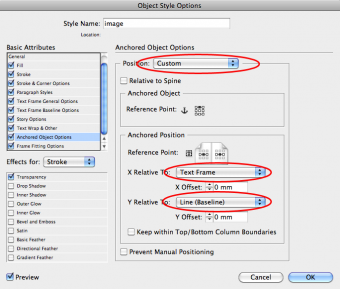 Object Style Options
Style Name: image
Location:
Basic Attributes
General
Fill
Stroke
Stroke & Corner Options
Paragraph Styles
Text Frame General Options
Text Frame Baseline Options
Story Options
Text Wrap & Other
Anchored Object Options
Frame Fitting Options
Effects for: Stroke
Transparency
Drop Shadow
Inner Shadow
Outer Glow
Inner Glow
Bevel and Emboss
Satin
Basic Feather
Directional Feather
Gradient Feather
Preview
Anchored Object Options
Position: Custom
Relative to Spine
Anchored Object
Reference Point:
Anchored Position
Reference Point:
X Relative To: Text Frame
X Offset: 0 mm
Y Relative To: Line (Baseline)
Y Offset: 0 mm
Keep within Top/Bottom Column Boundaries
Prevent Manual Positioning
Cancel
OK